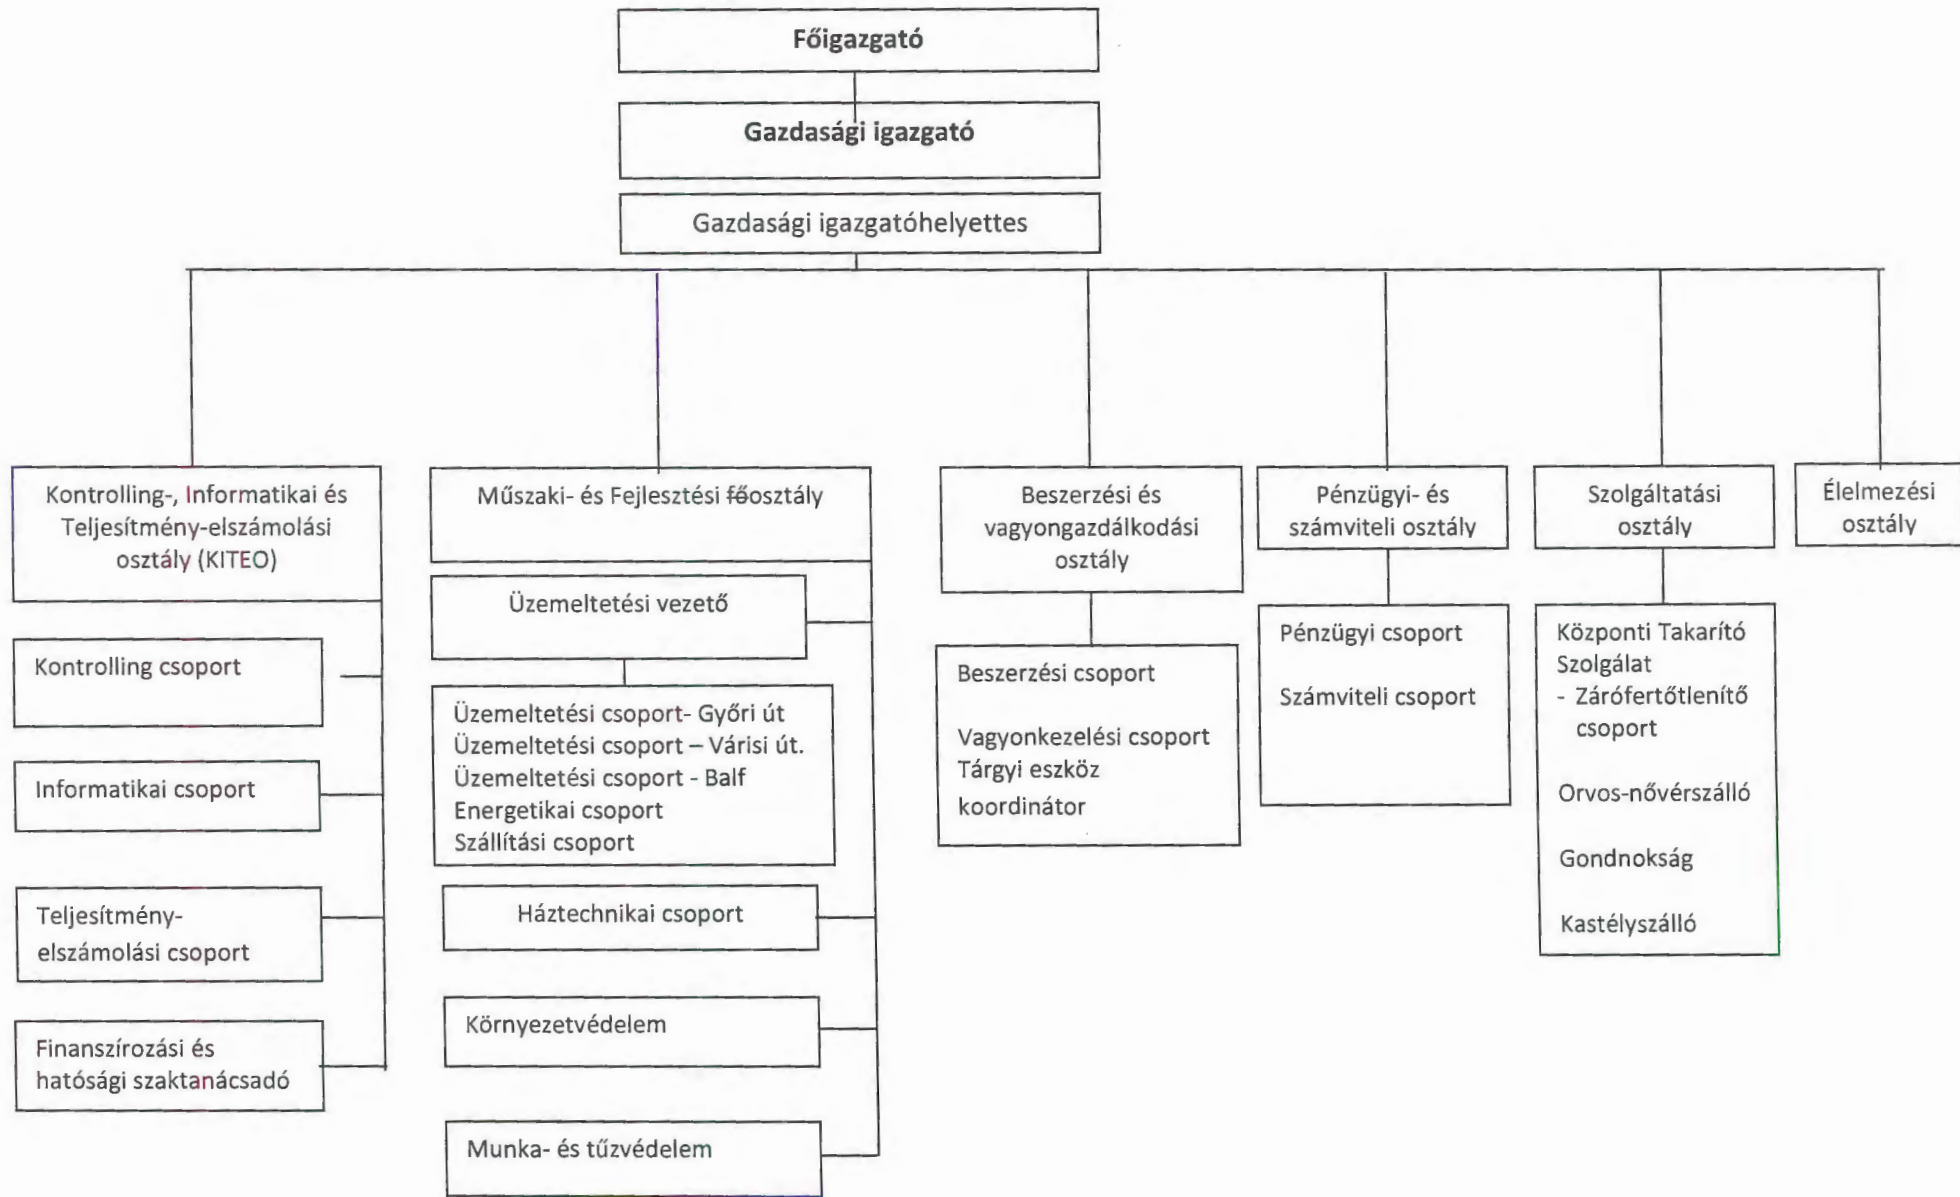 Főigazgató
Gazdasági igazgató
Gazdasági igazgatóhelyettes
Kontrolling-, Informatikai és
Teljesítmény-elszámolási
osztály (KITEO)
Kontrolling csoport
Informatikai csoport
Teljesítmény-
elszámolási csoport
Finanszírozási és
hatósági szaktanácsadó
Műszaki- és Fejlesztési főosztály
Üzemeltetési vezető
Üzemeltetési csoport- Győri út
Üzemeltetési csoport – Várisi út.
Üzemeltetési csoport - Balf
Energetikai csoport
Szállítási csoport
Háztechnikai csoport
Környezetvédelem
Munka- és tűzvédelem
Beszerzési és
vagyongazdálkodási
osztály
Beszerzési csoport
Vagyonkezelési csoport
Tárgyi eszköz
koordinátor
Pénzügyi- és
számviteli osztály
Pénzügyi csoport
Számviteli csoport
Szolgáltatási
osztály
Központi Takarító
Szolgálat
- Zárófertőtlenítő
csoport
Orvos-nővérszálló
Gondnokság
Kastélyszálló
Élelmezési
osztály